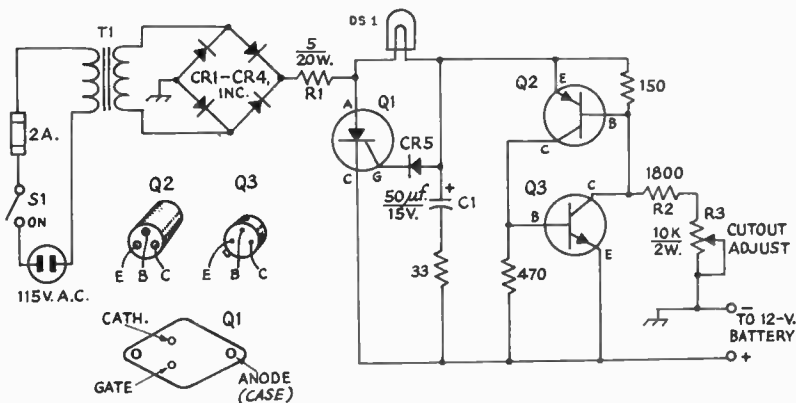 T1
DS 1
5
20W.
R1
CR1-CR4,
INC.
2A.
S1
ON
115V. A.C.
A
Q1
C
G
CR5
50µf.
15V.
+
C1
33
Q2
E
B
C
150
Q3
C
B
E
470
1800
R2
R3
10K
2W.
CUTOUT
ADJUST
−
TO 12-V.
BATTERY
+
Q2
Q3
E
B
C
E
B
C
Q1
CATH.
GATE
ANODE
(CASE)